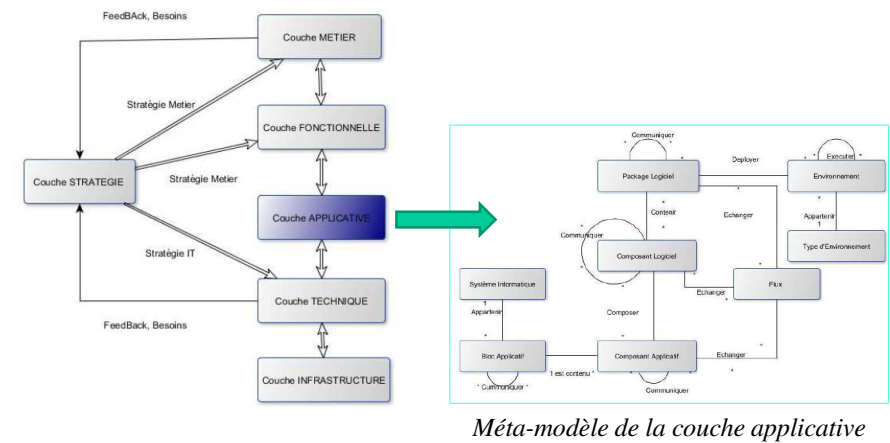 FeedBAck, Besoins
Couche METIER
Stratégie Metier
Couche FONCTIONNELLE
Couche STRATEGIE
Stratégie Metier
Couche APPLICATIVE
Stratégie IT
Couche TECHNIQUE
FeedBack, Besoins
Couche INFRASTRUCTURE
Communiquer
* *
Deployer
Executer
* *
Package Logiciel
* *
Environnement
*
*
Contenir
Echanger
Appartenir
1
Communiquer
*
Composant Logiciel
Type d'Environnement
*
*
Echanger
*
Flux
Système Informatique
1
Appartenir
Composer
*
*
Bloc Applicatif
Composant Applicatif
Echanger
*
*
1 est contenu *
* Communiquer *
* *
Communiquer
Méta-modèle de la couche applicative